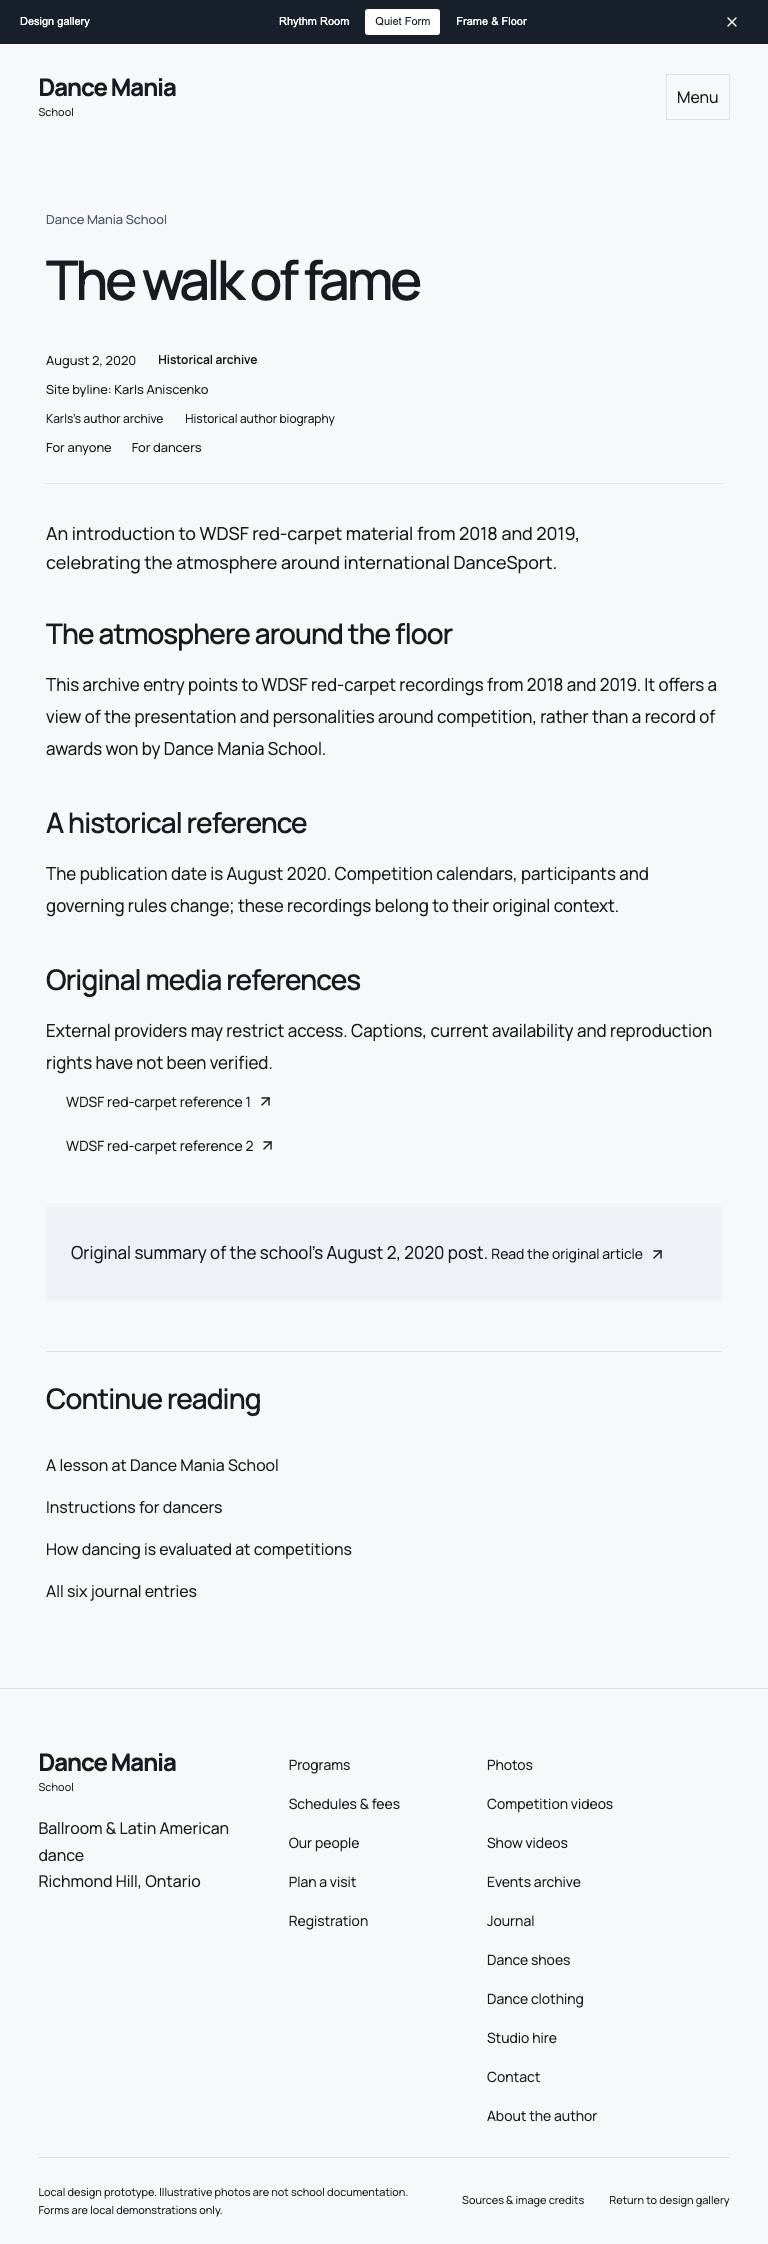 Design gallery
Rhythm Room
Quiet Form
Frame & Floor
Dance Mania
School
Menu
Dance Mania School
The walk of fame
August 2, 2020
Historical archive
Site byline: Karls Aniscenko
Karls's author archive
Historical author biography
For anyone
For dancers
An introduction to WDSF red-carpet material from 2018 and 2019,
celebrating the atmosphere around international DanceSport.
The atmosphere around the floor
This archive entry points to WDSF red-carpet recordings from 2018 and 2019. It offers a
view of the presentation and personalities around competition, rather than a record of
awards won by Dance Mania School.
A historical reference
The publication date is August 2020. Competition calendars, participants and
governing rules change; these recordings belong to their original context.
Original media references
External providers may restrict access. Captions, current availability and reproduction
rights have not been verified.
WDSF red-carpet reference 1
WDSF red-carpet reference 2
Original summary of the school's August 2, 2020 post. Read the original article
Continue reading
A lesson at Dance Mania School
Instructions for dancers
How dancing is evaluated at competitions
All six journal entries
Dance Mania
School
Ballroom & Latin American
dance
Richmond Hill, Ontario
Programs
Schedules & fees
Our people
Plan a visit
Registration
Photos
Competition videos
Show videos
Events archive
Journal
Dance shoes
Dance clothing
Studio hire
Contact
About the author
Local design prototype. Illustrative photos are not school documentation.
Forms are local demonstrations only.
Sources & image credits
Return to design gallery